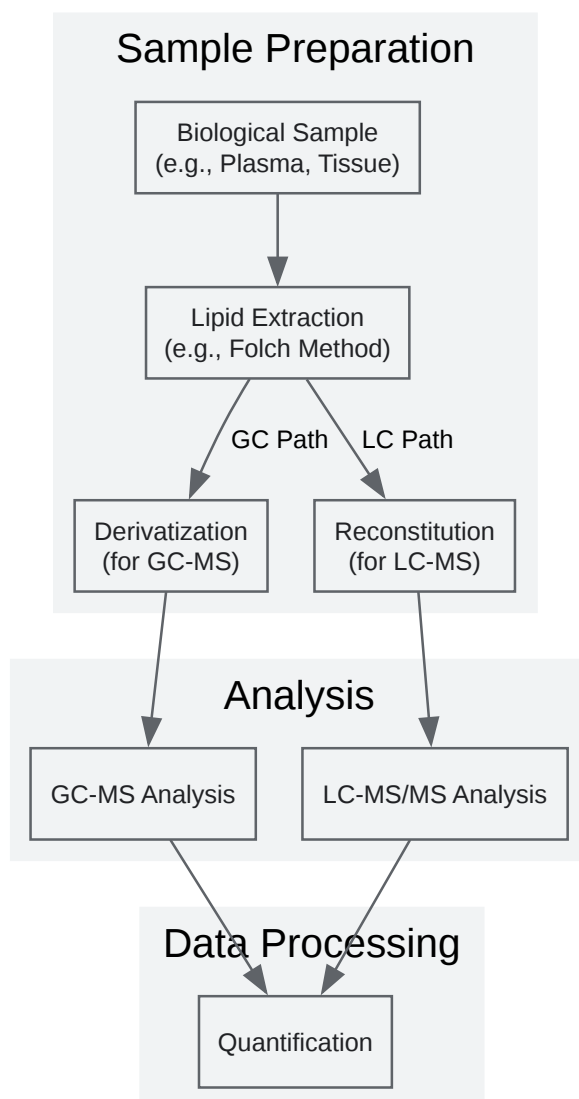 Sample Preparation
Biological Sample
(e.g., Plasma, Tissue)
Lipid Extraction
(e.g., Folch Method)
GC Path
LC Path
Derivatization
(for GC-MS)
Reconstitution
(for LC-MS)
Analysis
GC-MS Analysis
LC-MS/MS Analysis
Data Processing
Quantification